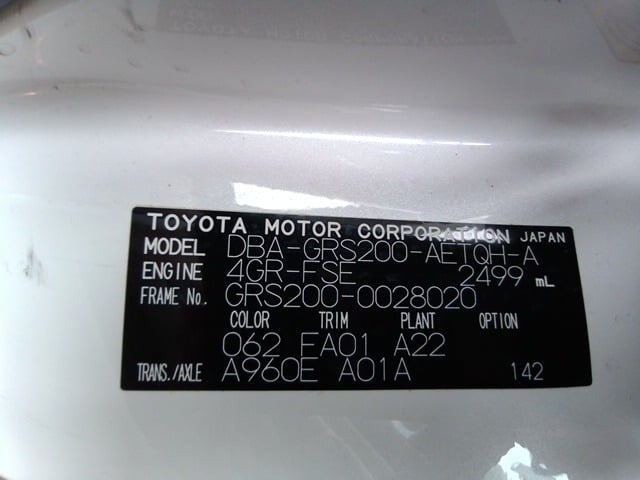 TOYOTA MOTOR CORPORATION JAPAN
MODEL DBA-GRS200-AETQH-A
ENGINE 4GR-FSE 2499 mL
FRAME No. GRS200-0028020
COLOR TRIM PLANT OPTION
062 FA01 A22
TRANS./AXLE A960E A01A 142